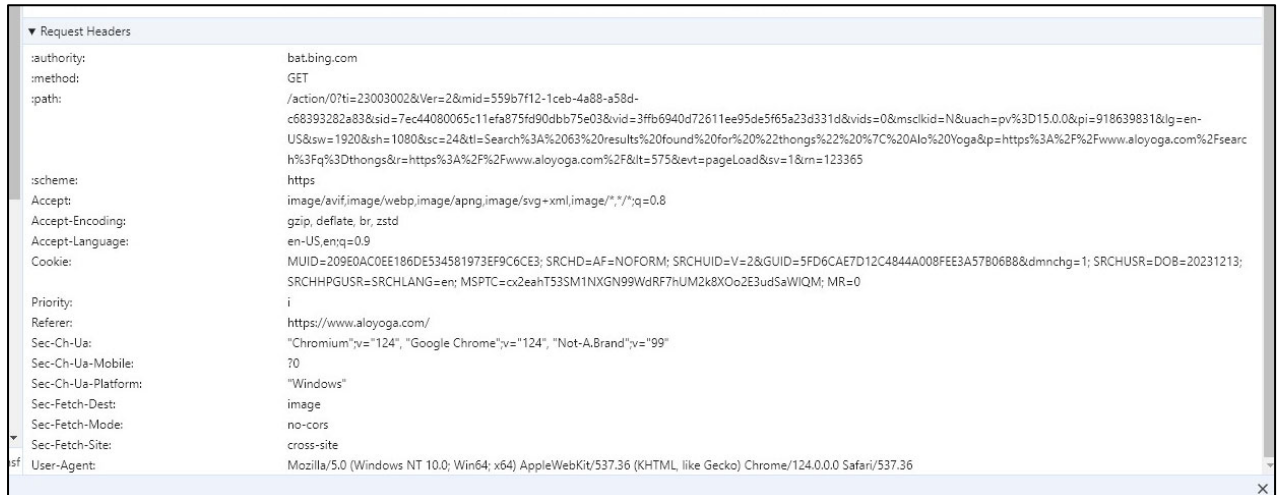 ▼ Request Headers
:authority: bat.bing.com
:method: GET
:path: /action/0?ti=23003002&Ver=2&mid=559b7f12-1ceb-4a88-a58d-
c68393282a83&sid=7ec44080065c11efa875fd90dbb75e03&vid=3ffb6940d72611ee95de5f65a23d331d&vids=0&msclkid=N&uach=pv%3D15.0.0&pi=918639831&lg=en-
US&sw=1920&sh=1080&sc=24&tl=Search%3A%2063%20results%20found%20for%20%22thongs%22%20%7C%20Alo%20Yoga&p=https%3A%2F%2Fwww.aloyoga.com%2Fsearc
h%3Fq%3Dthongs&r=https%3A%2F%2Fwww.aloyoga.com%2F&lt=575&evt=pageLoad&sv=1&rn=123365
:scheme: https
Accept: image/avif,image/webp,image/apng,image/svg+xml,image/*,*/*;q=0.8
Accept-Encoding: gzip, deflate, br, zstd
Accept-Language: en-US,en;q=0.9
Cookie: MUID=209E0AC0EE186DE534581973EF9C6CE3; SRCHD=AF=NOFORM; SRCHUID=V=2&GUID=5FD6CAE7D12C4844A008FEE3A57B06B8&dmnchg=1; SRCHUSR=DOB=20231213;
SRCHHPGUSR=SRCHLANG=en; MSPTC=cx2eahT53SM1NXGN99WdRF7hUM2k8XOo2E3udSaWIQM; MR=0
Priority: i
Referer: https://www.aloyoga.com/
Sec-Ch-Ua: "Chromium";v="124", "Google Chrome";v="124", "Not-A.Brand";v="99"
Sec-Ch-Ua-Mobile: ?0
Sec-Ch-Ua-Platform: "Windows"
Sec-Fetch-Dest: image
Sec-Fetch-Mode: no-cors
Sec-Fetch-Site: cross-site
User-Agent: Mozilla/5.0 (Windows NT 10.0; Win64; x64) AppleWebKit/537.36 (KHTML, like Gecko) Chrome/124.0.0.0 Safari/537.36